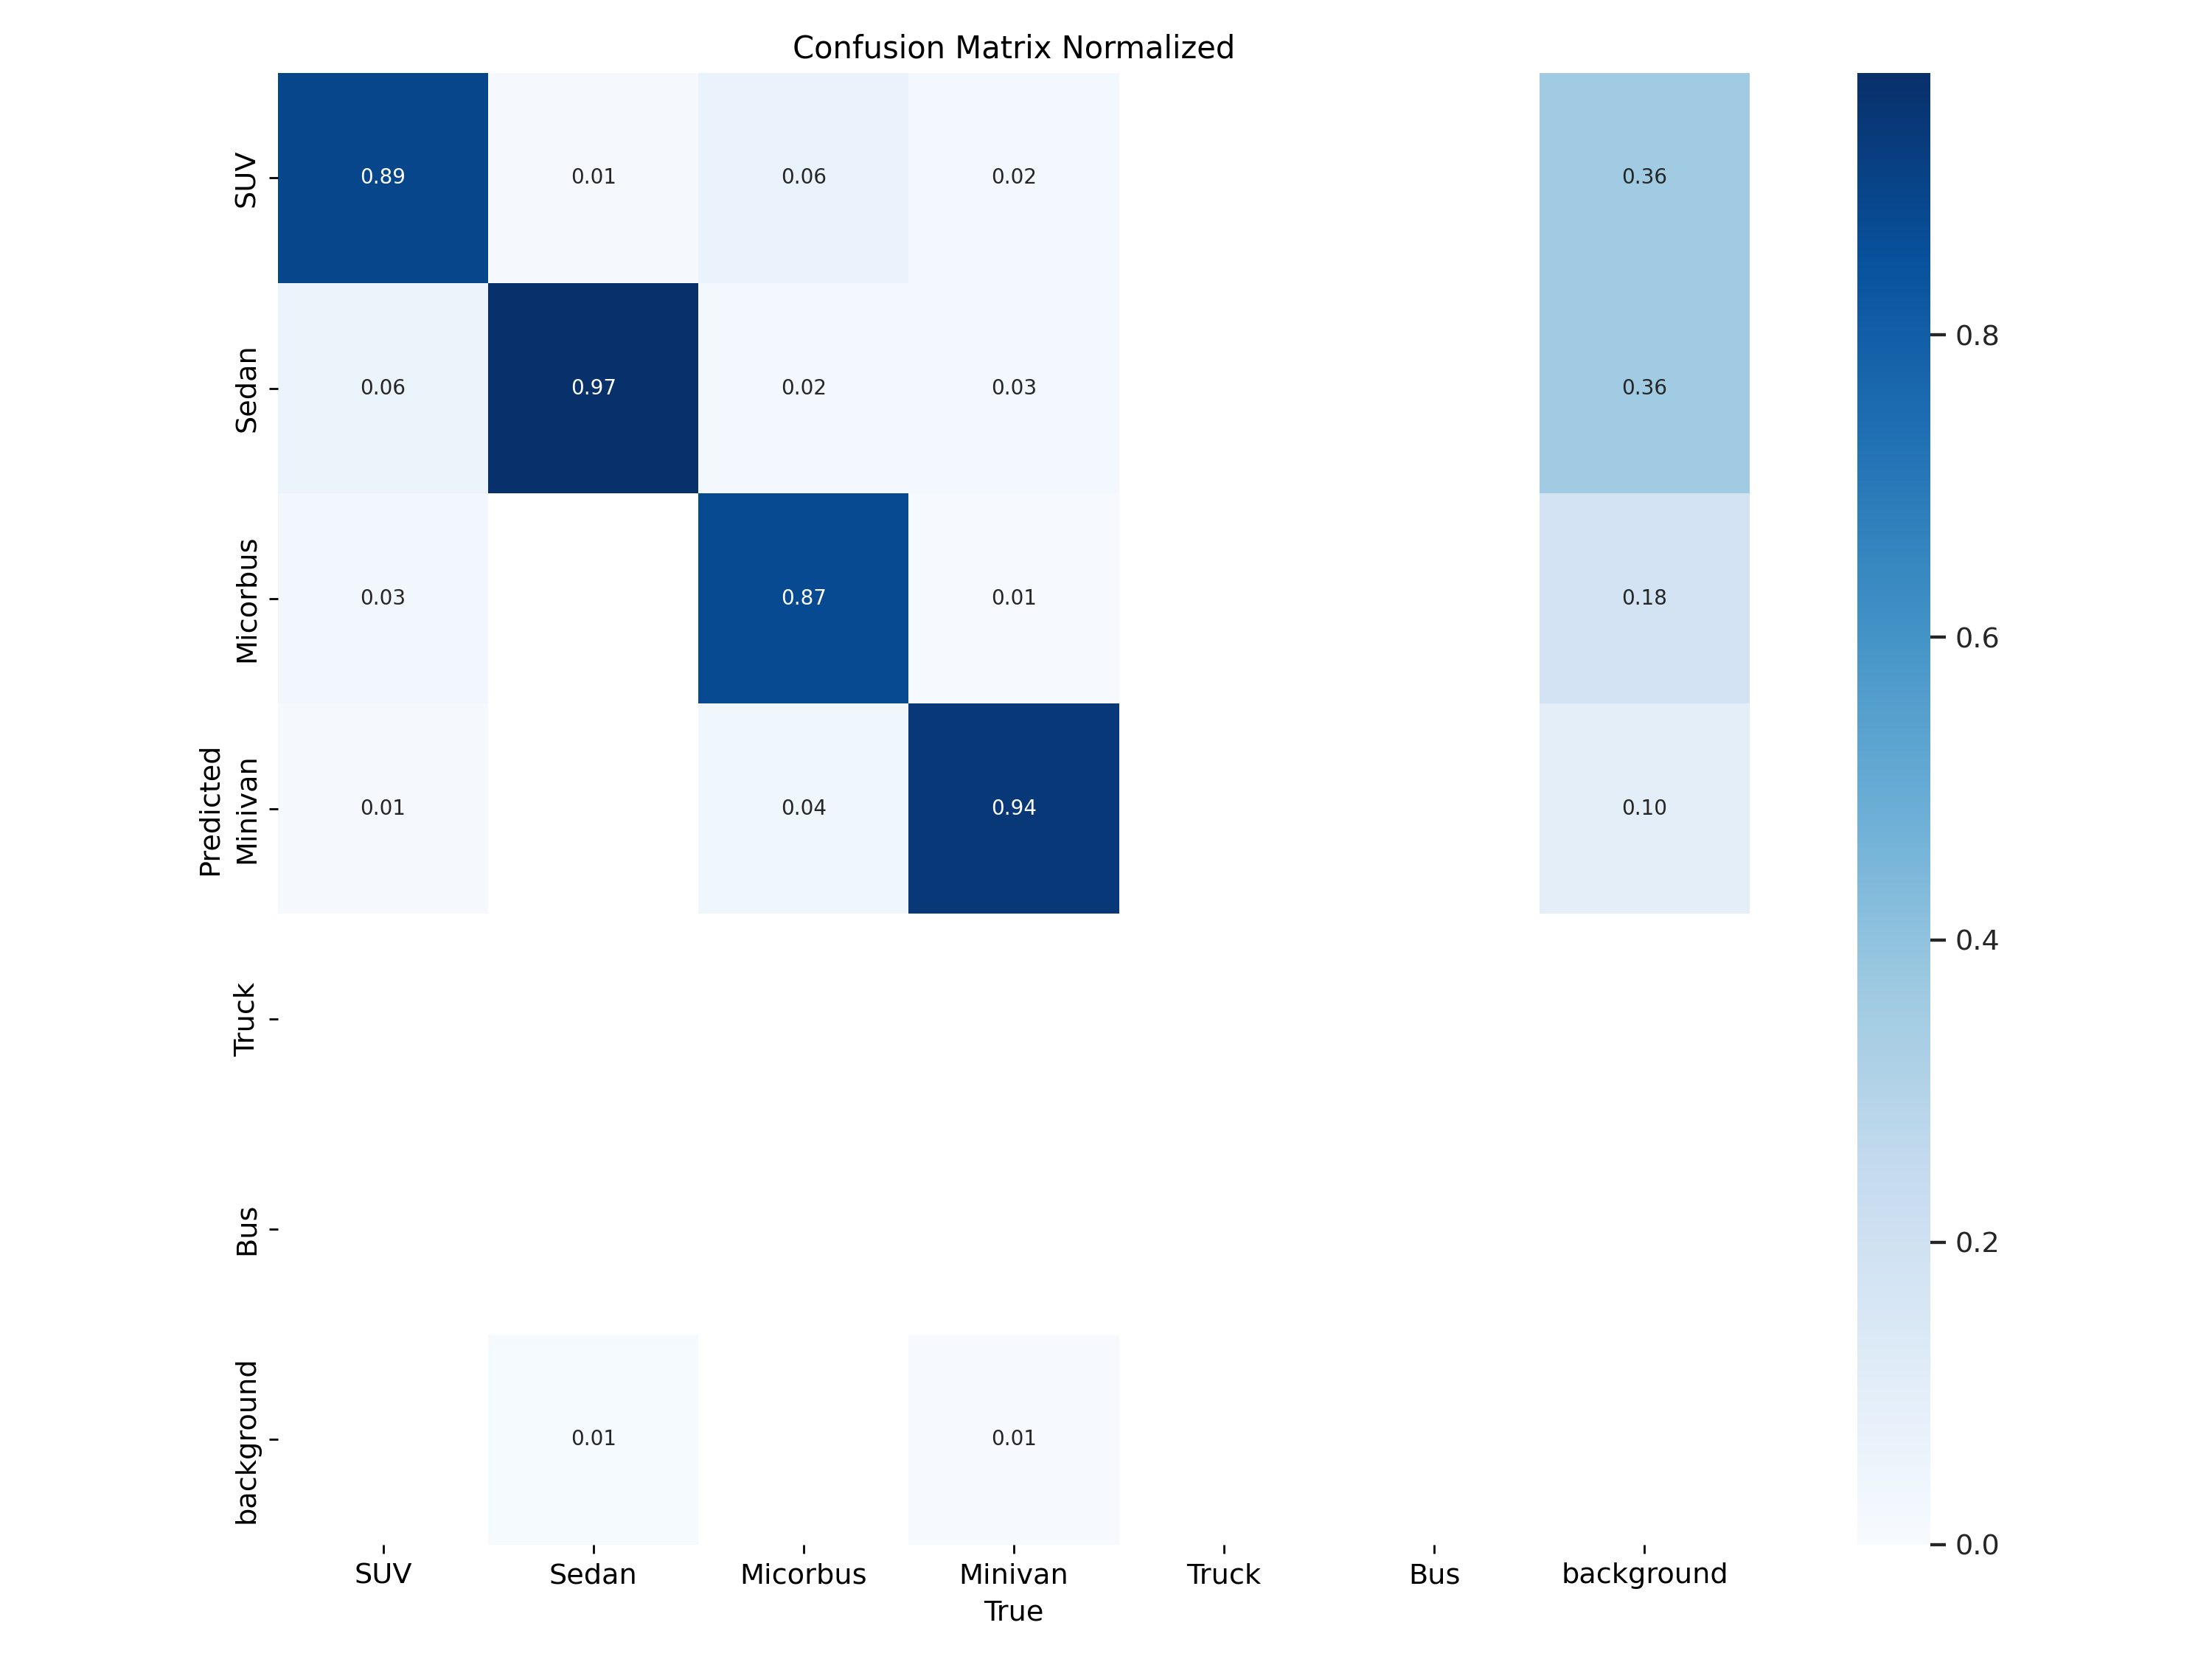 Confusion Matrix Normalized
SUV
0.89
0.01
0.06
0.02
0.36
Sedan
0.06
0.97
0.02
0.03
0.36
Micorbus
0.03
0.87
0.01
0.18
Predicted
Minivan
0.01
0.04
0.94
0.10
Truck
Bus
background
0.01
0.01
SUV
Sedan
Micorbus
Minivan
Truck
Bus
background
True
0.8
0.6
0.4
0.2
0.0